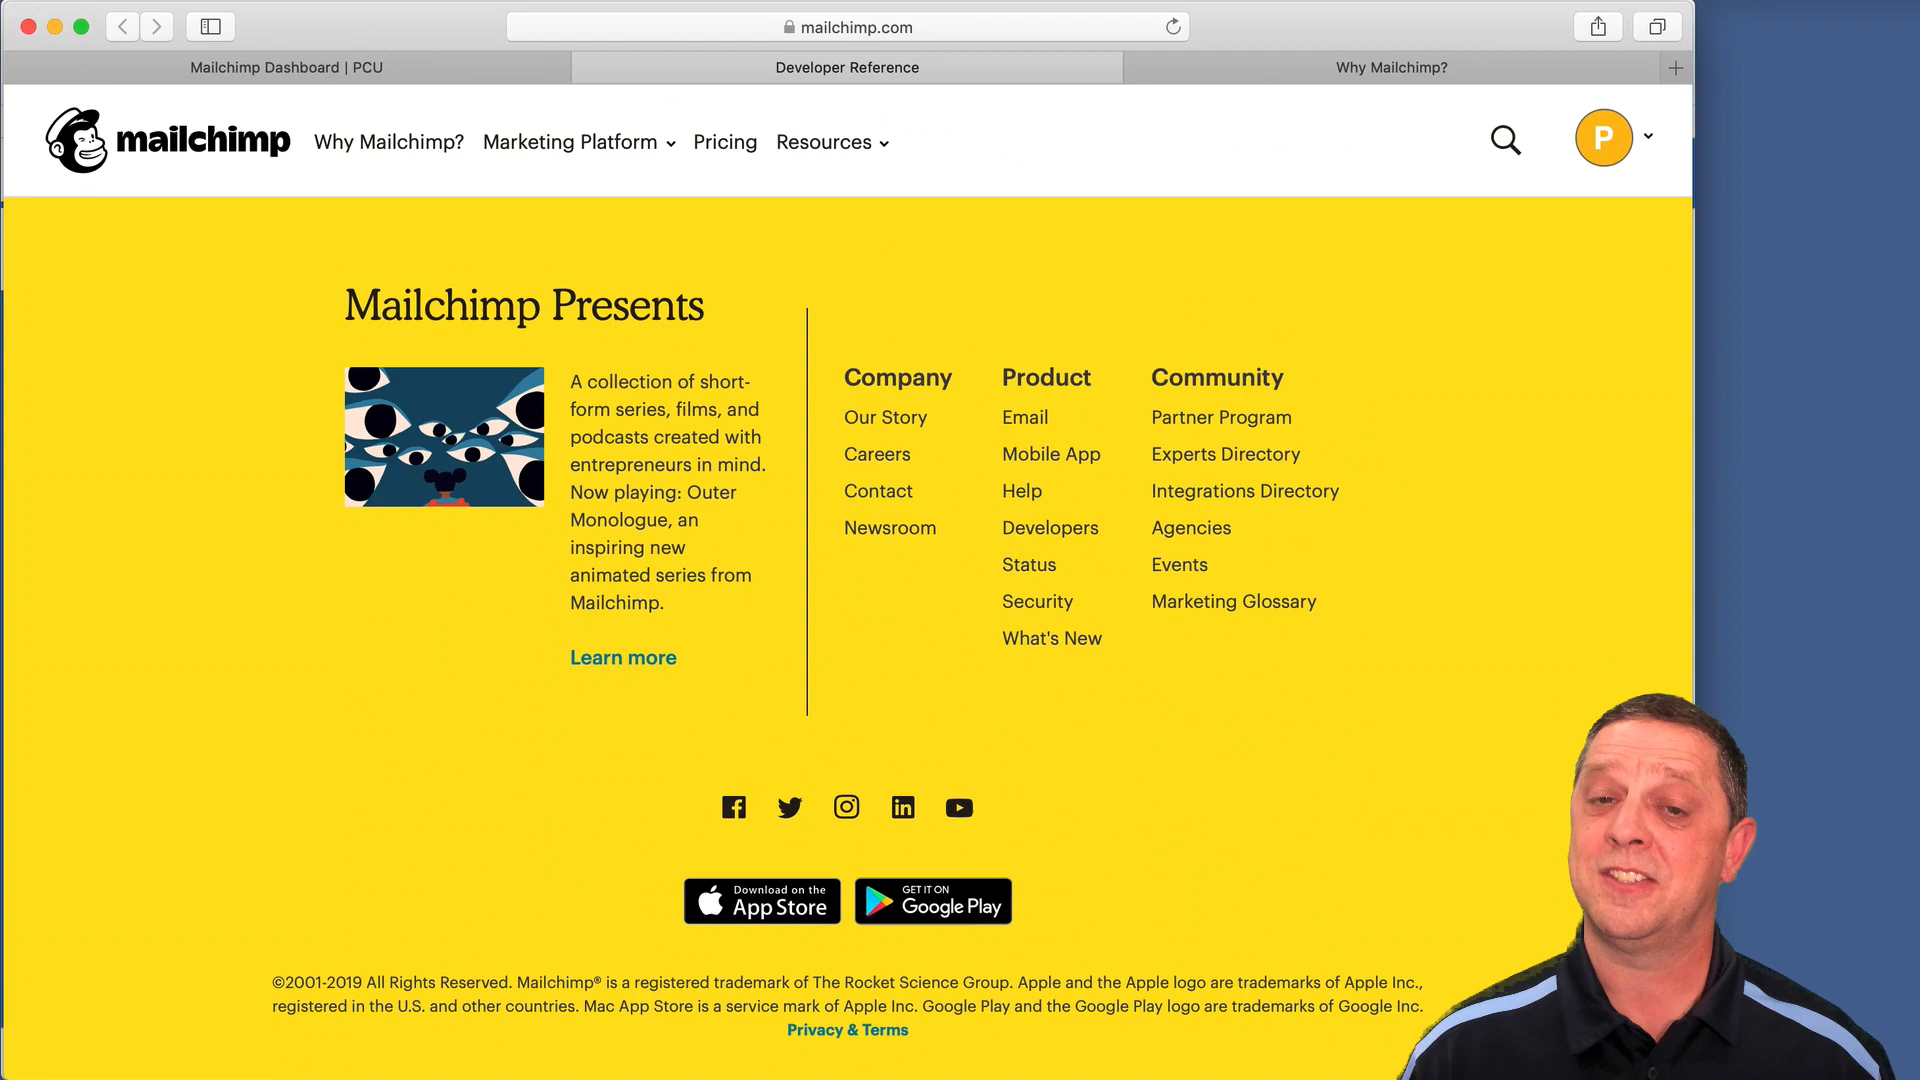 mailchimp.com
Mailchimp Dashboard | PCU
Developer Reference
Why Mailchimp?
mailchimp
Why Mailchimp?
Marketing Platform
Pricing
Resources
P
Mailchimp Presents
A collection of short-
form series, films, and
podcasts created with
entrepreneurs in mind.
Now playing: Outer
Monologue, an
inspiring new
animated series from
Mailchimp.
Learn more
Company
Our Story
Careers
Contact
Newsroom
Product
Email
Mobile App
Help
Developers
Status
Security
What's New
Community
Partner Program
Experts Directory
Integrations Directory
Agencies
Events
Marketing Glossary
Download on the
App Store
GET IT ON
Google Play
©2001-2019 All Rights Reserved. Mailchimp® is a registered trademark of The Rocket Science Group. Apple and the Apple logo are trademarks of Apple Inc.,
registered in the U.S. and other countries. Mac App Store is a service mark of Apple Inc. Google Play and the Google Play logo are trademarks of Google Inc.
Privacy & Terms